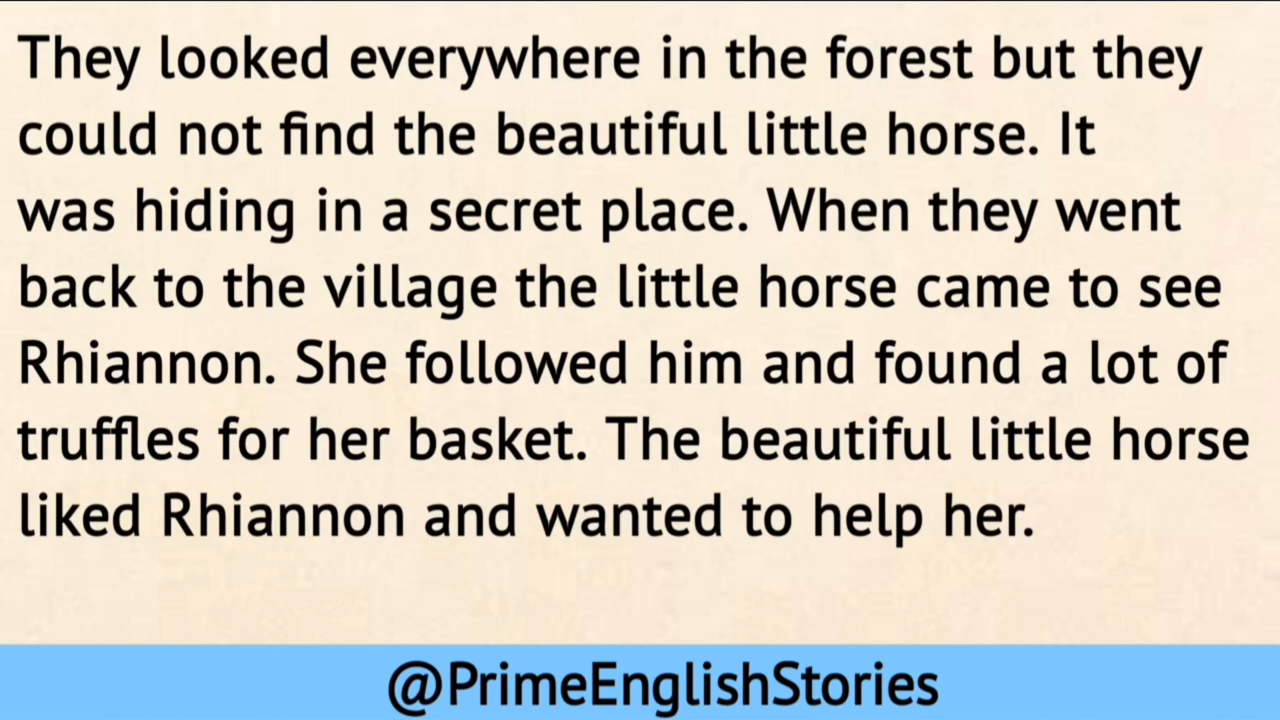 They looked everywhere in the forest but they
could not find the beautiful little horse. It
was hiding in a secret place. When they went
back to the village the little horse came to see
Rhiannon. She followed him and found a lot of
truffles for her basket. The beautiful little horse
liked Rhiannon and wanted to help her.
@PrimeEnglishStories